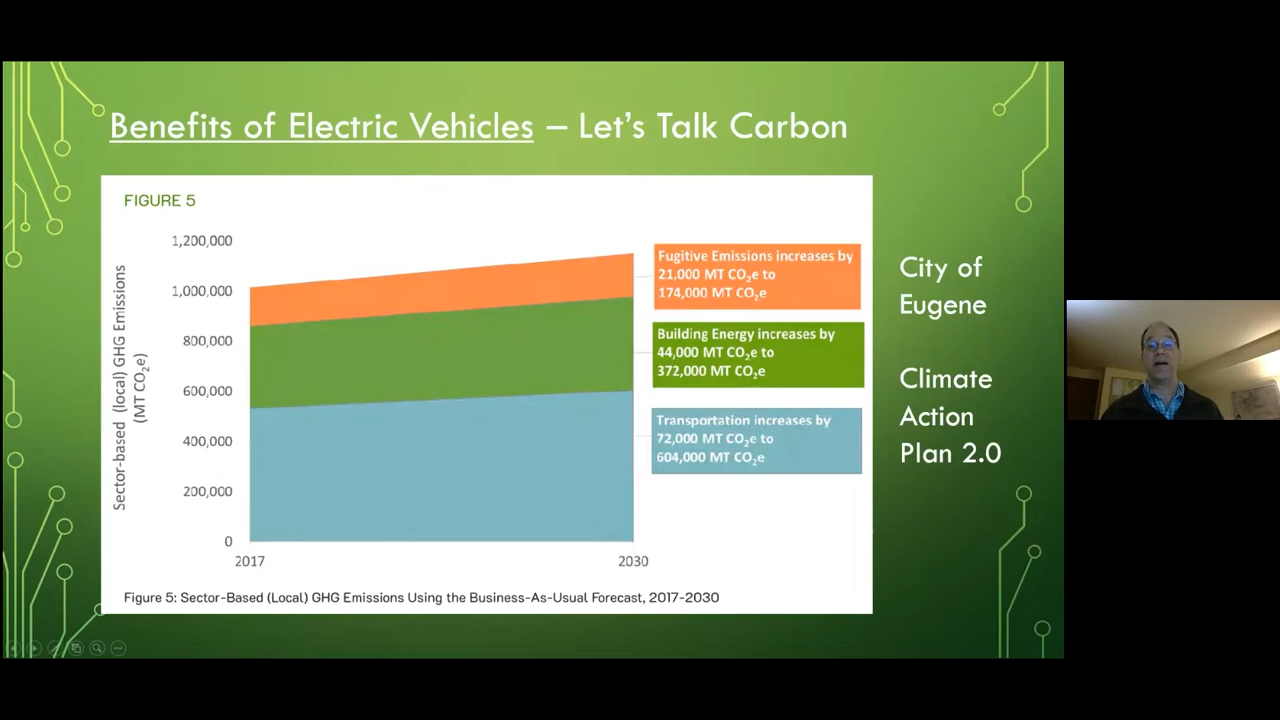 Benefits of Electric Vehicles – Let's Talk Carbon
FIGURE 5
Sector-based (local) GHG Emissions
(MT CO₂e)
1,200,000
1,000,000
800,000
600,000
400,000
200,000
0
2017
2030
Fugitive Emissions increases by
21,000 MT CO₂e to
174,000 MT CO₂e
Building Energy increases by
44,000 MT CO₂e to
372,000 MT CO₂e
Transportation increases by
72,000 MT CO₂e to
604,000 MT CO₂e
Figure 5: Sector-Based (Local) GHG Emissions Using the Business-As-Usual Forecast, 2017-2030
City of
Eugene
Climate
Action
Plan 2.0